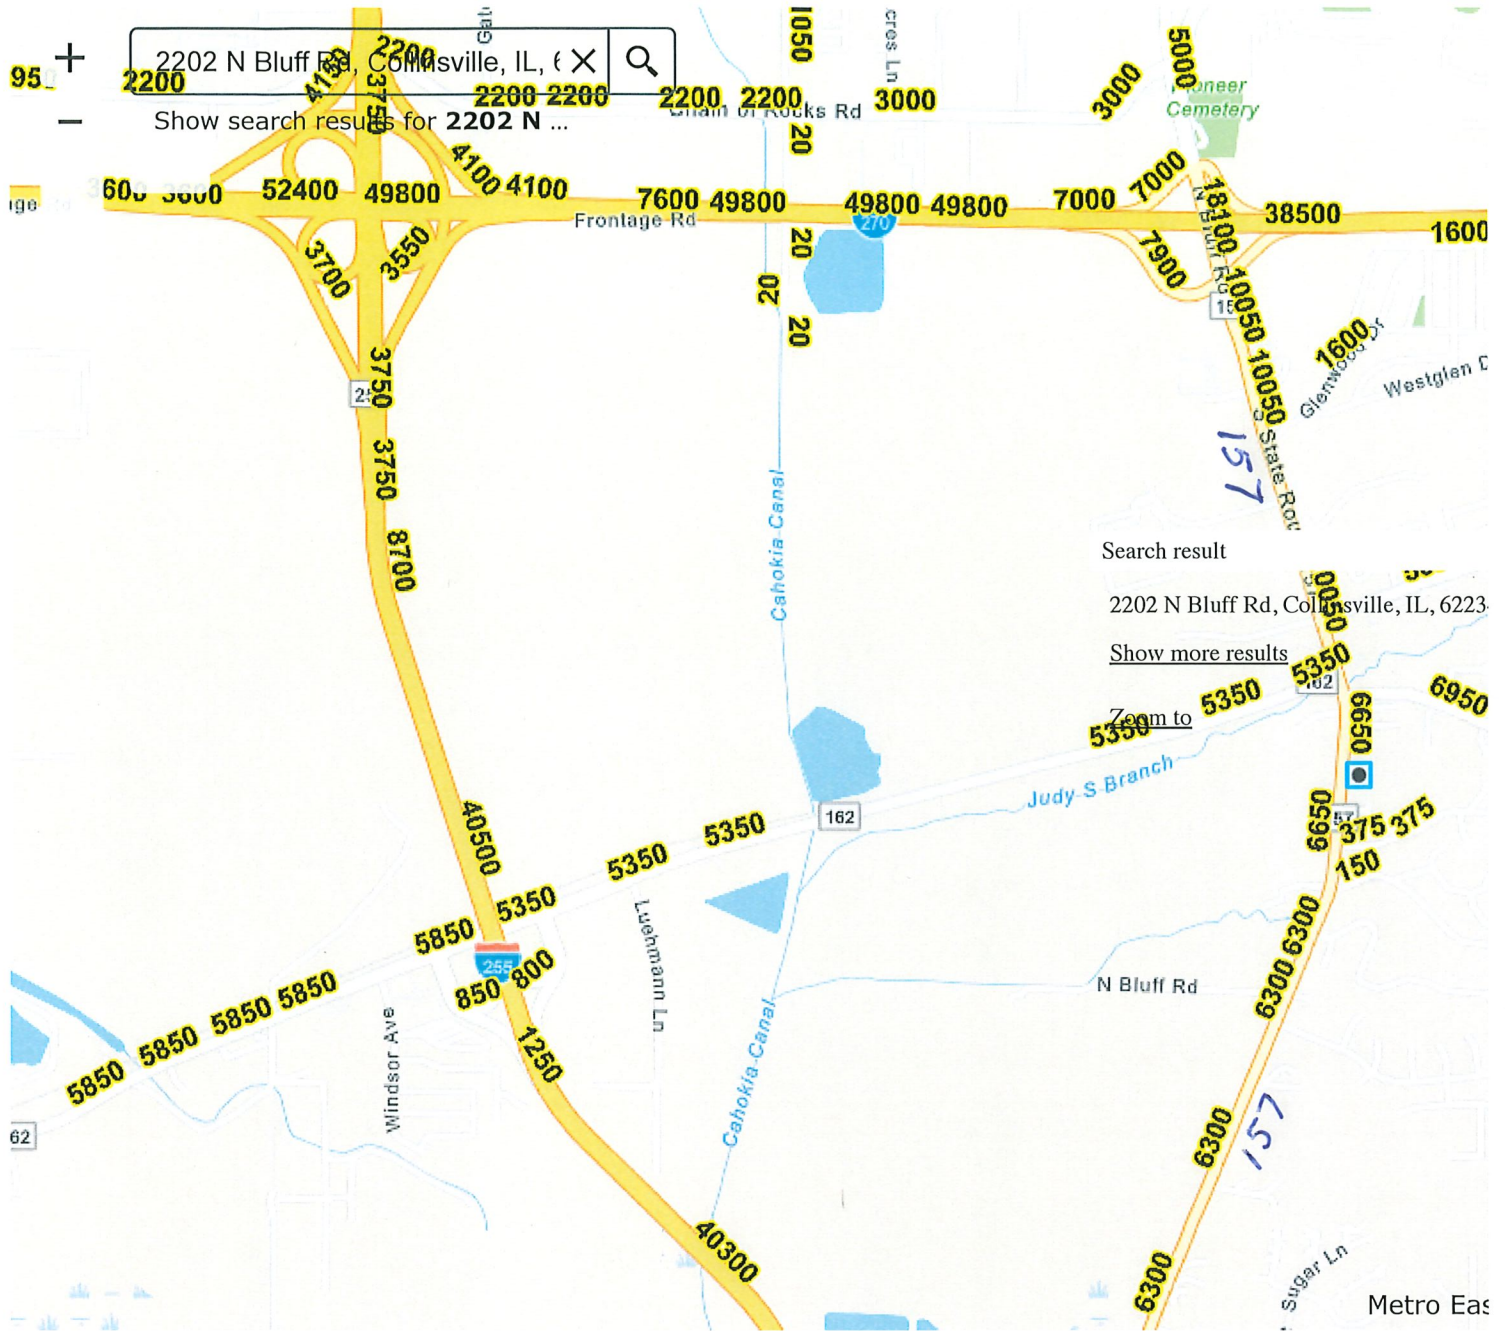 +
2202 N Bluff Rd, Collinsville, IL, 6
Show search results for 2202 N ...
−
95
2200
4150
2200
3750
2200 2200
2200 2200
3000
3000
5000
1050
cres Ln
Chain of Rocks Rd
Pioneer
Cemetery
20
4100
4100
3600
52400
49800
7600 49800
49800 49800
7000
7000
18100
38500
1600
Frontage Rd
270
N Bluff Rd
3700
3550
20
20
20
7900
10050
10050
1600
Glenwood Dr
Westglen
3750
3750
8700
157
S State Rou
Cahokia Canal
Search result
2202 N Bluff Rd, Collinsville, IL, 6223
Show more results
Zoom to
5350
5350
5350
6950
6650
Judy S Branch
162
40500
5350
5350
5350
6650
375 375
150
5850
255
850 800
Luehmann Ln
5850 5850
5850
5850
6300
6300
N Bluff Rd
1250
Windsor Ave
Cahokia Canal
62
6300
157
40300
6300
Sugar Ln
Metro Eas